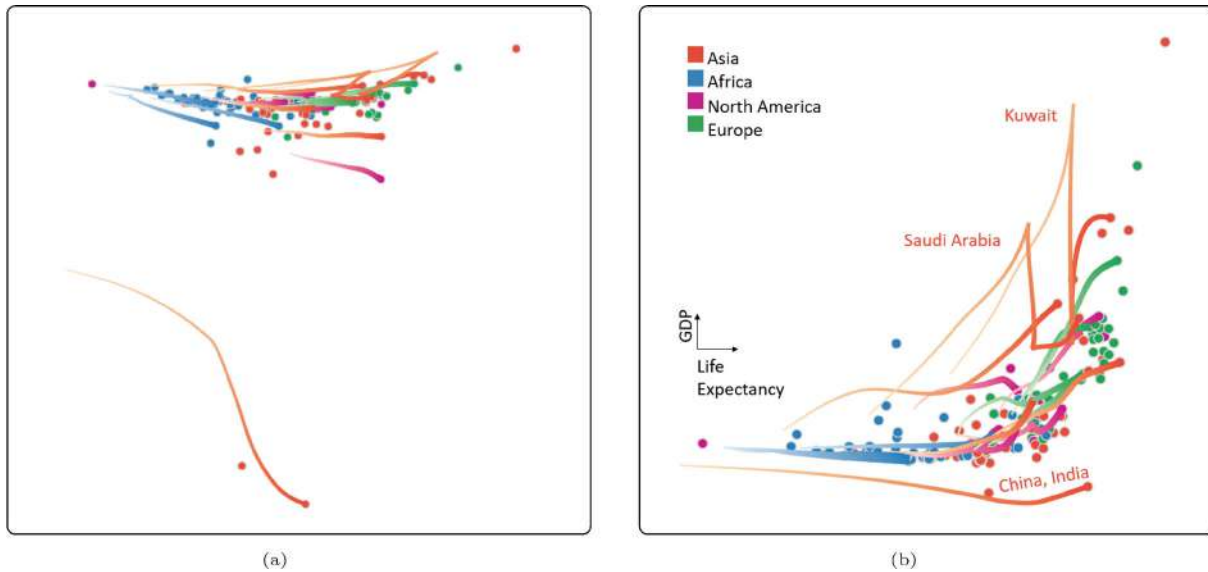 Asia
Africa
North America
Europe
Kuwait
Saudi Arabia
GDP
Life
Expectancy
China, India
(a)
(b)